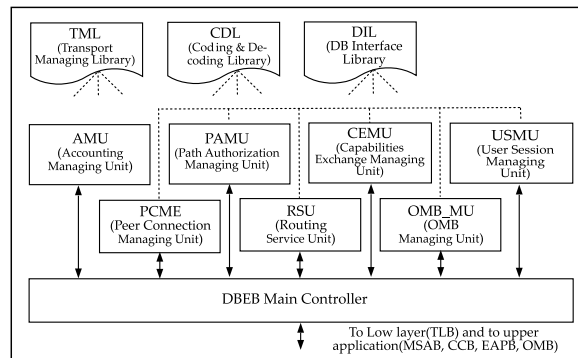 TML
(Transport
Managing Library)
CDL
(Coding & De-
coding Library)
DIL
(DB Interface
Library
AMU
(Accounting
Managing Unit)
PAMU
(Path Authorization
Managing Unit)
CEMU
(Capabilities
Exchange Managing
Unit)
USMU
(User Session
Managing
Unit)
PCME
(Peer Connection
Managing Unit)
RSU
(Routing
Service Unit)
OMB_MU
(OMB
Managing Unit)
DBEB Main Controller
To Low layer(TLB) and to upper
application(MSAB, CCB, EAPB, OMB)